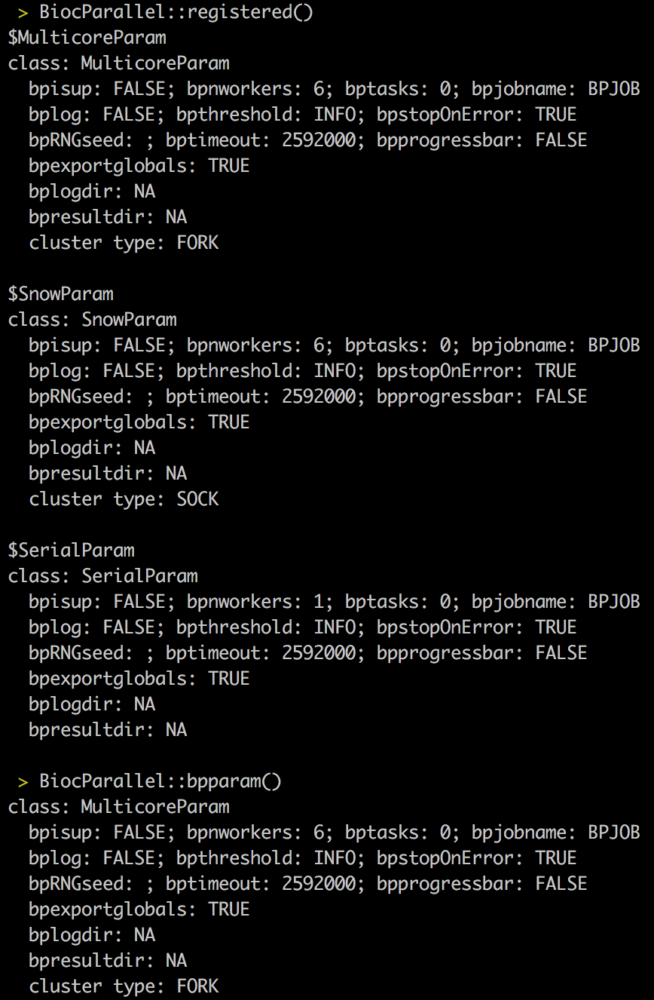 > BiocParallel::registered()
$MulticoreParam
class: MulticoreParam
bpisup: FALSE; bpnworkers: 6; bptasks: 0; bpjobname: BPJOB
bplog: FALSE; bpthreshold: INFO; bpstopOnError: TRUE
bpRNGseed: ; bptimeout: 2592000; bpprogressbar: FALSE
bpexportglobals: TRUE
bplogdir: NA
bpresultdir: NA
cluster type: FORK

$SnowParam
class: SnowParam
bpisup: FALSE; bpnworkers: 6; bptasks: 0; bpjobname: BPJOB
bplog: FALSE; bpthreshold: INFO; bpstopOnError: TRUE
bpRNGseed: ; bptimeout: 2592000; bpprogressbar: FALSE
bpexportglobals: TRUE
bplogdir: NA
bpresultdir: NA
cluster type: SOCK

$SerialParam
class: SerialParam
bpisup: FALSE; bpnworkers: 1; bptasks: 0; bpjobname: BPJOB
bplog: FALSE; bpthreshold: INFO; bpstopOnError: TRUE
bpRNGseed: ; bptimeout: 2592000; bpprogressbar: FALSE
bpexportglobals: TRUE
bplogdir: NA
bpresultdir: NA

> BiocParallel::bpparam()
class: MulticoreParam
bpisup: FALSE; bpnworkers: 6; bptasks: 0; bpjobname: BPJOB
bplog: FALSE; bpthreshold: INFO; bpstopOnError: TRUE
bpRNGseed: ; bptimeout: 2592000; bpprogressbar: FALSE
bpexportglobals: TRUE
bplogdir: NA
bpresultdir: NA
cluster type: FORK